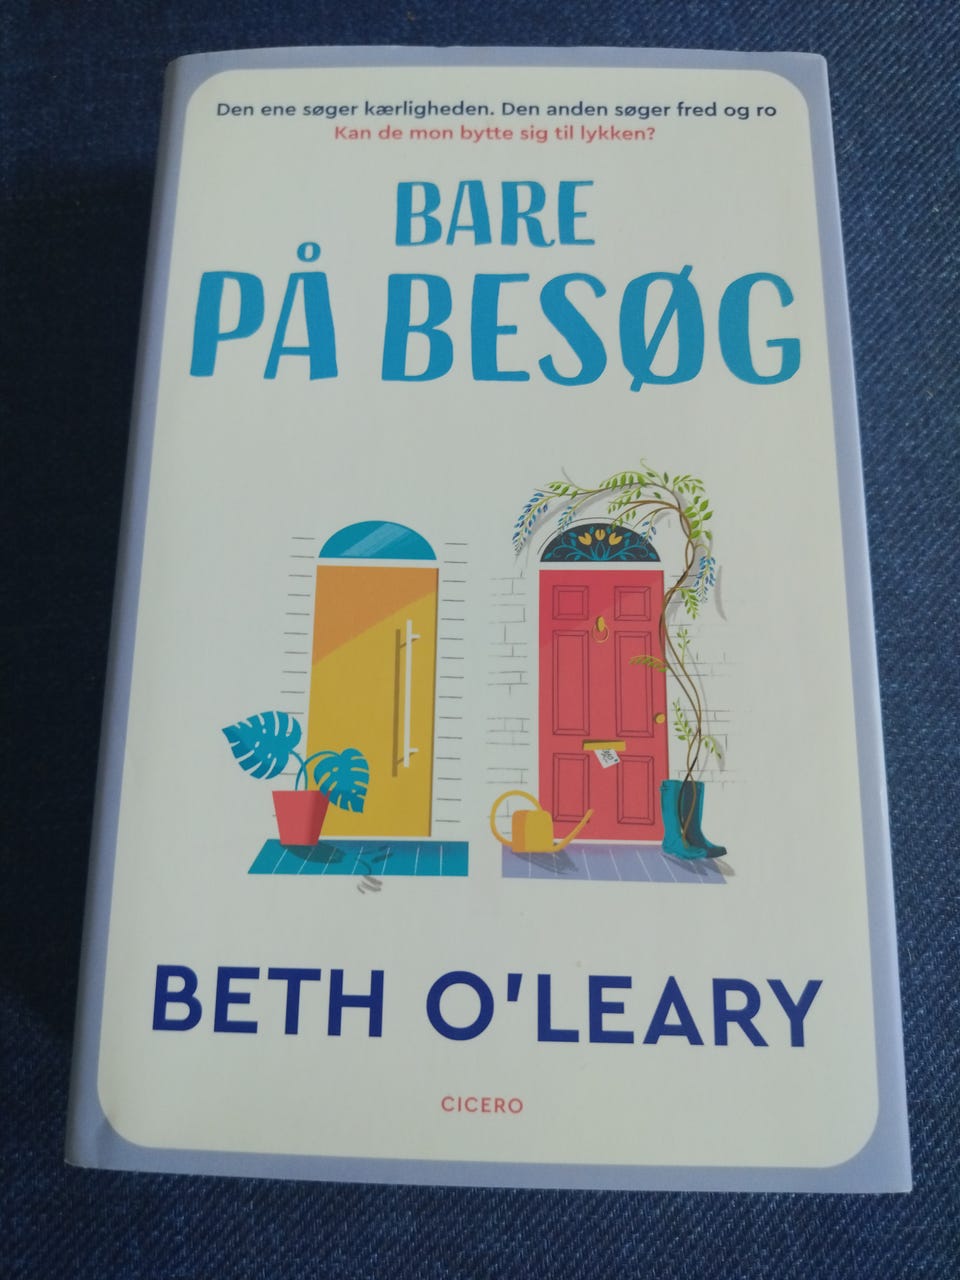 Den ene søger kærligheden. Den anden søger fred og ro
Kan de mon bytte sig til lykken?
BARE
PÅ BESØG
BETH O'LEARY
CICERO